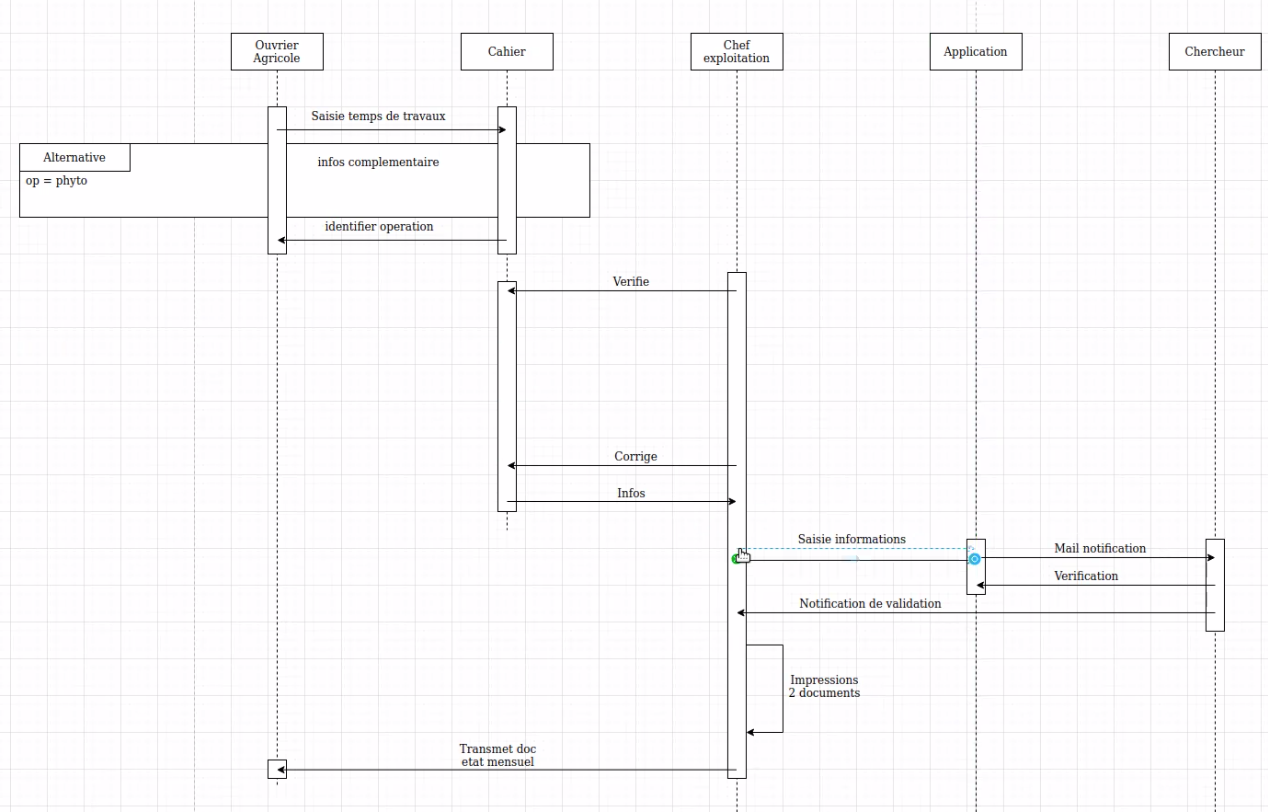 Ouvrier
Agricole
Cahier
Chef
exploitation
Application
Chercheur
Saisie temps de travaux
Alternative
infos complementaire
op = phyto
identifier operation
Verifie
Corrige
Infos
Saisie informations
Mail notification
Verification
Notification de validation
Impressions
2 documents
Transmet doc
etat mensuel